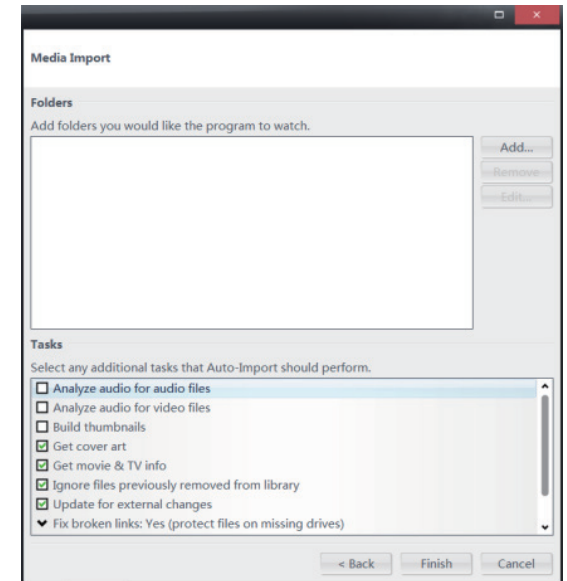 Media Import
Folders
Add folders you would like the program to watch.
Add...
Remove
Edit...
Tasks
Select any additional tasks that Auto-Import should perform.
Analyze audio for audio files
Analyze audio for video files
Build thumbnails
Get cover art
Get movie & TV info
Ignore files previously removed from library
Update for external changes
Fix broken links: Yes (protect files on missing drives)
< Back Finish Cancel